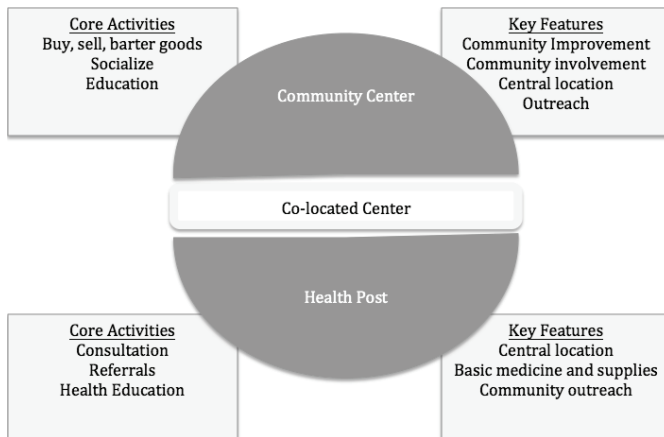 Core Activities
Buy, sell, barter goods
Socialize
Education
Key Features
Community Improvement
Community involvement
Central location
Outreach
Community Center
Co-located Center
Health Post
Core Activities
Consultation
Referrals
Health Education
Key Features
Central location
Basic medicine and supplies
Community outreach